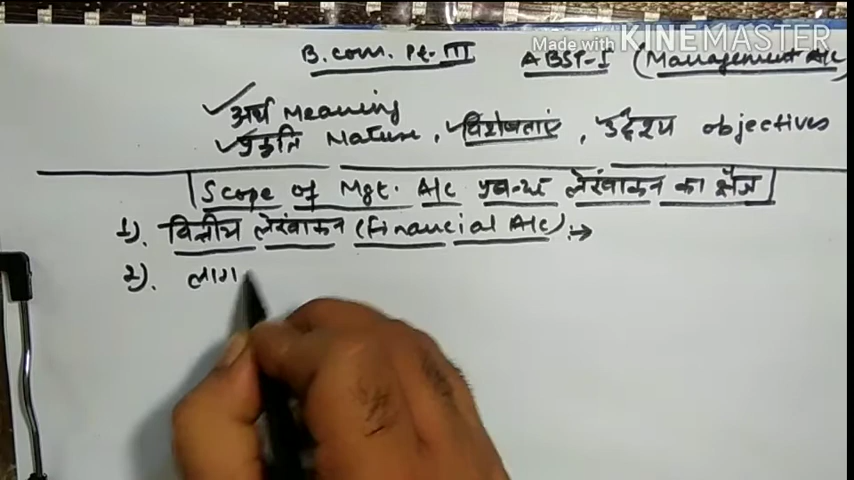 Made with KINEMASTER
B.com. Pt. III ABST-I (Management A/c
अर्थ Meaning
प्रकृति Nature, विशेषताएं, उद्देश्य objectives
Scope of Mgt. A/c प्रबन्ध लेखांकन का क्षेत्र
1). वित्तीय लेखांकन (Financial A/c) :→
2). लाग